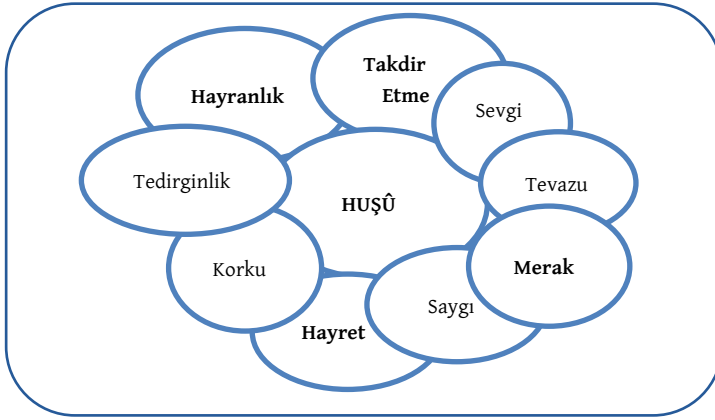 Takdir
Etme
Hayranlık
Sevgi
Tedirginlik
Tevazu
HUŞÛ
Korku
Merak
Saygı
Hayret